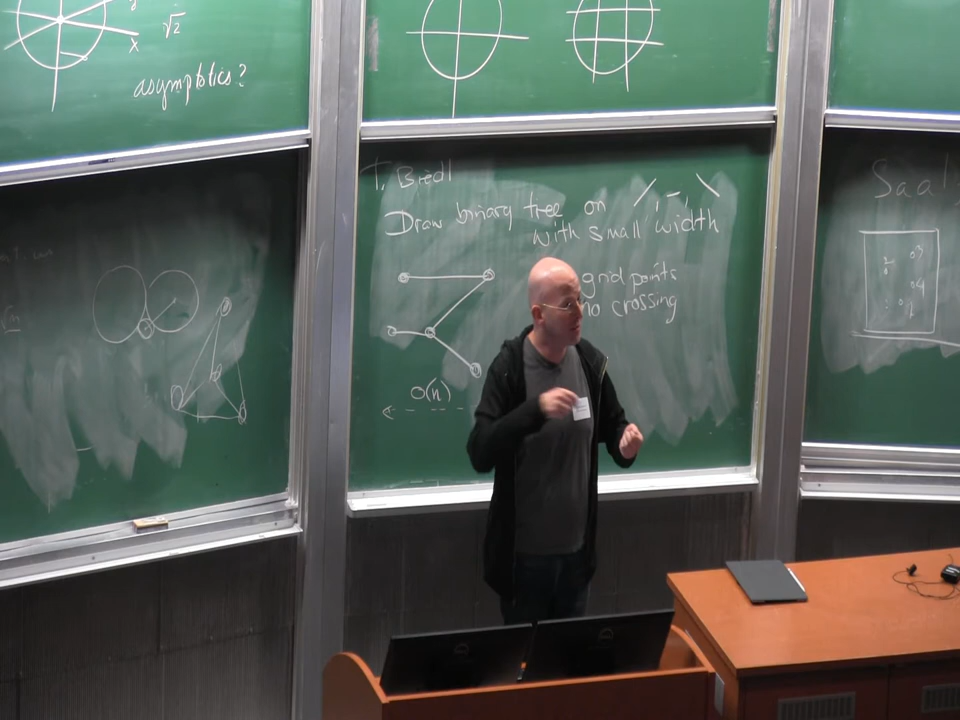 y
x
√2
asymptotics?
T. Biedl
Draw binary tree on /, –, \
with small width
grid points
no crossing
O(n)
Saal